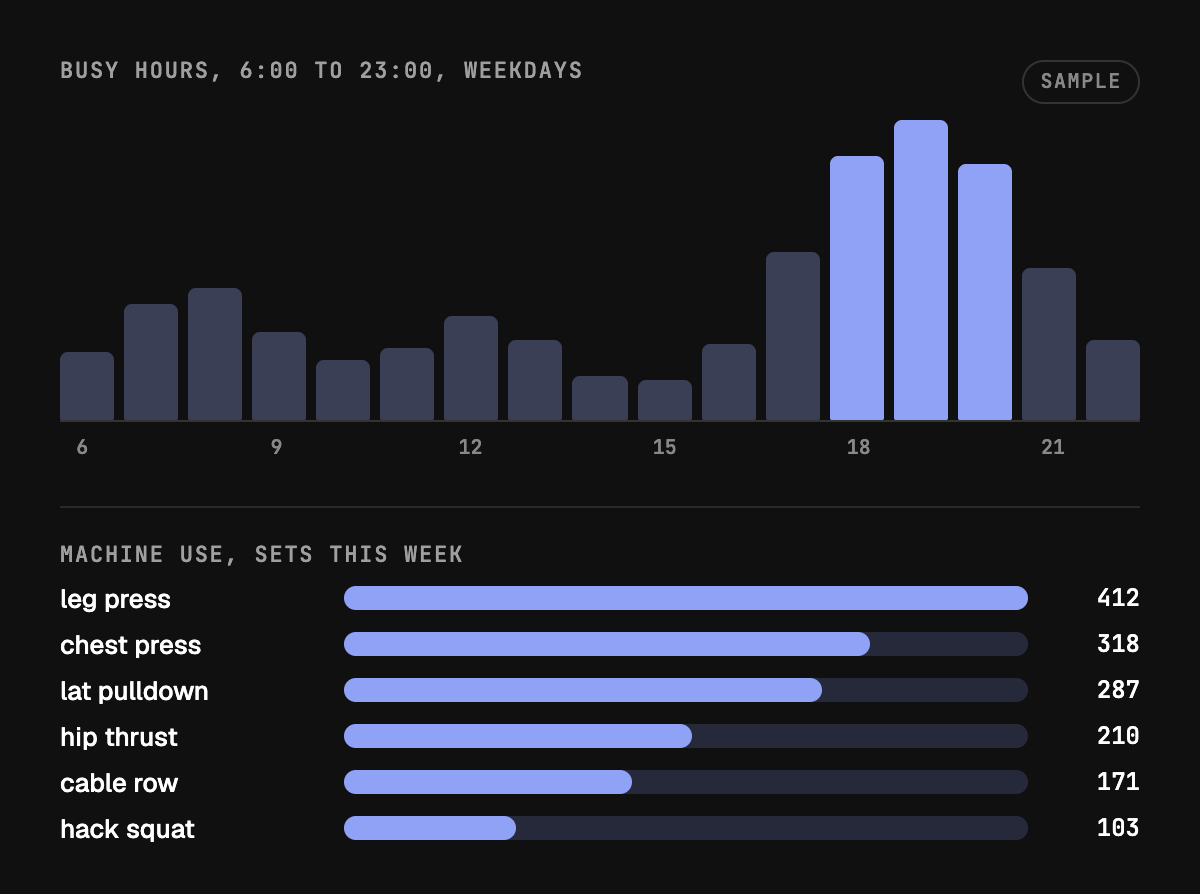 BUSY HOURS, 6:00 TO 23:00, WEEKDAYS
SAMPLE
6 9 12 15 18 21
MACHINE USE, SETS THIS WEEK
leg press 412
chest press 318
lat pulldown 287
hip thrust 210
cable row 171
hack squat 103